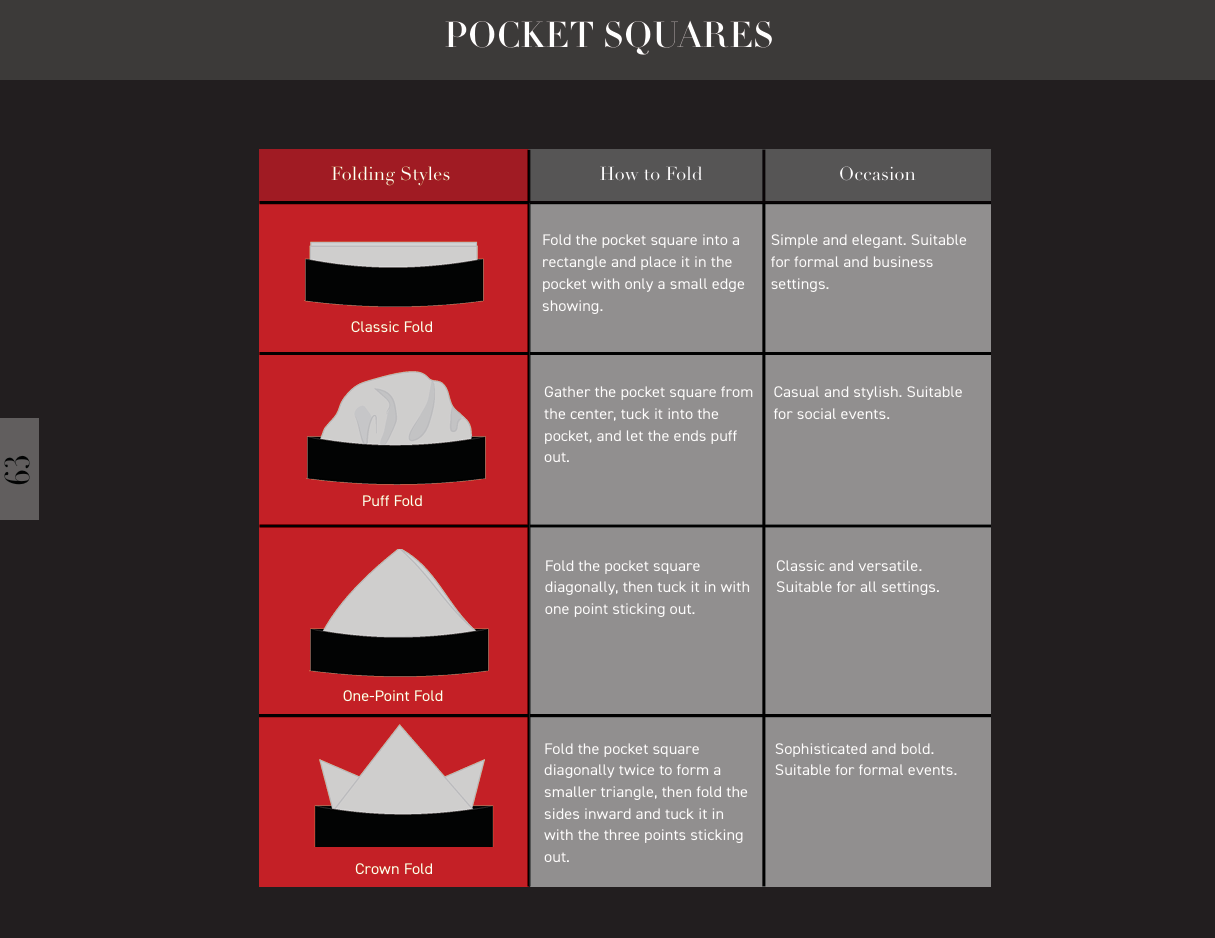 POCKET SQUARES
Folding Styles
How to Fold
Occasion
Classic Fold
Fold the pocket square into a
rectangle and place it in the
pocket with only a small edge
showing.
Simple and elegant. Suitable
for formal and business
settings.
Puff Fold
Gather the pocket square from
the center, tuck it into the
pocket, and let the ends puff
out.
Casual and stylish. Suitable
for social events.
One-Point Fold
Fold the pocket square
diagonally, then tuck it in with
one point sticking out.
Classic and versatile.
Suitable for all settings.
Crown Fold
Fold the pocket square
diagonally twice to form a
smaller triangle, then fold the
sides inward and tuck it in
with the three points sticking
out.
Sophisticated and bold.
Suitable for formal events.
63